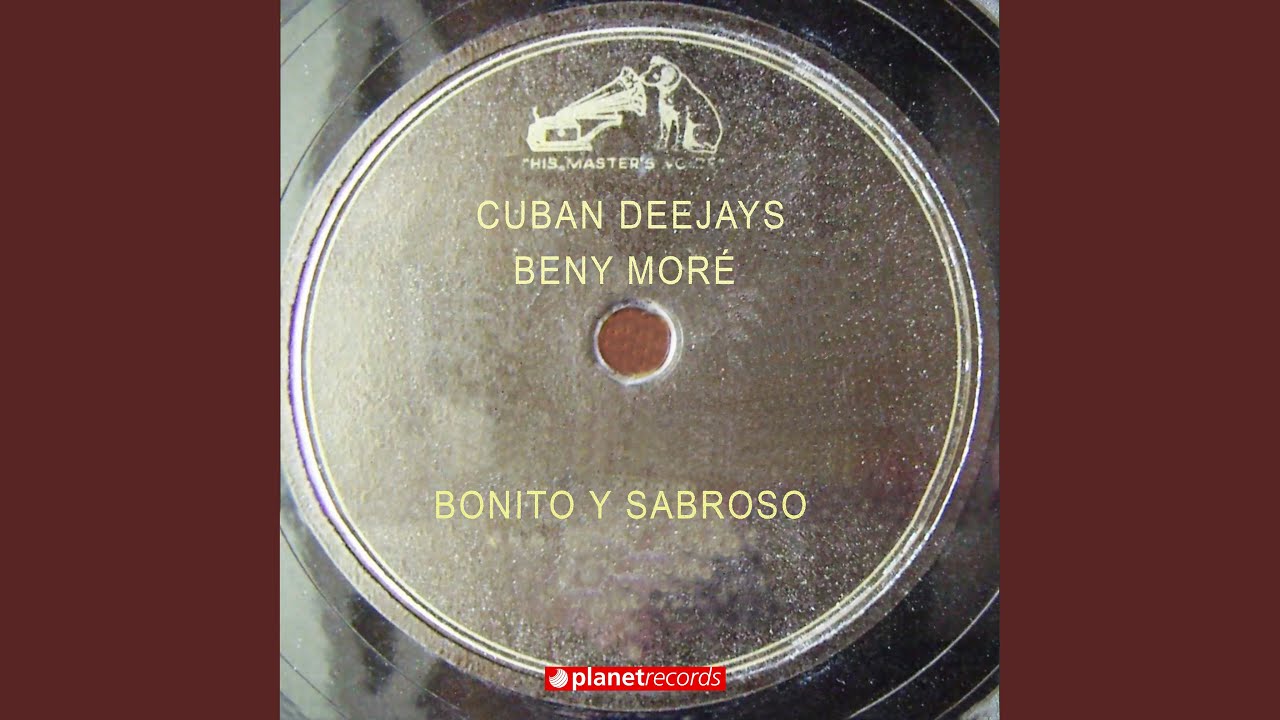 "HIS MASTER'S VOICE"
CUBAN DEEJAYS
BENY MORÉ
BONITO Y SABROSO
planetrecords